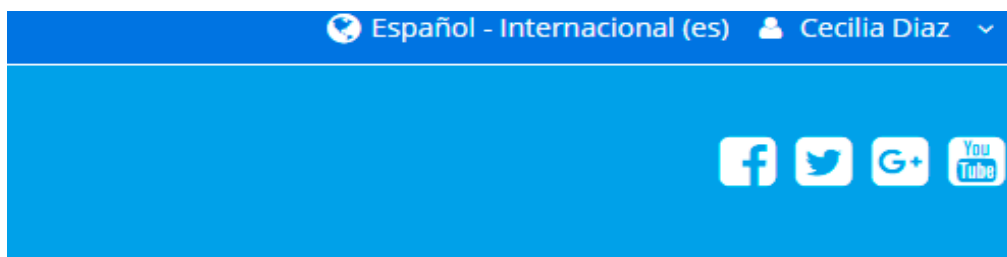 Español - Internacional (es) Cecilia Diaz
f G+ You Tube